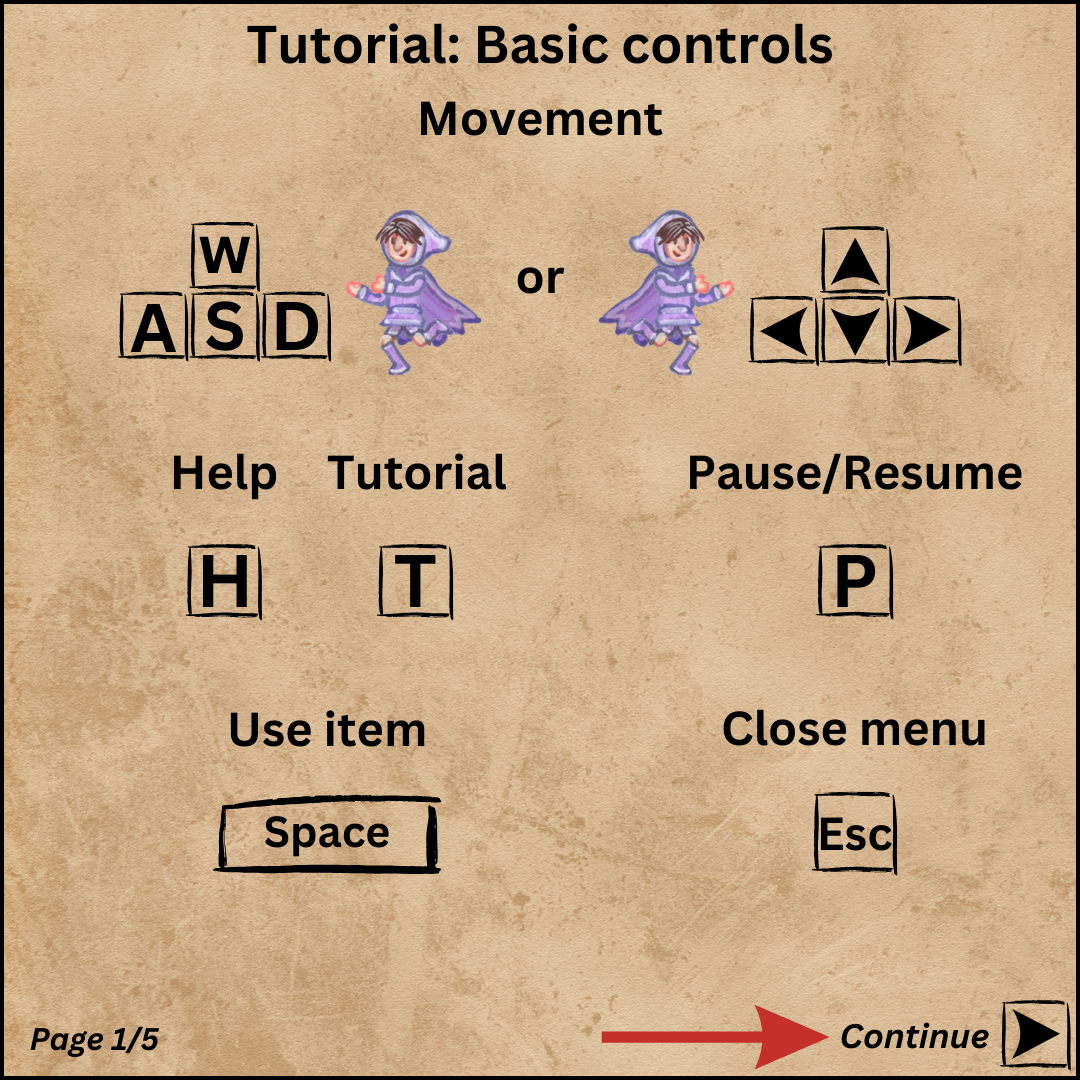 Tutorial: Basic controls
Movement
W
or
A S D
Help Tutorial Pause/Resume
H T P
Use item Close menu
Space Esc
Page 1/5 Continue